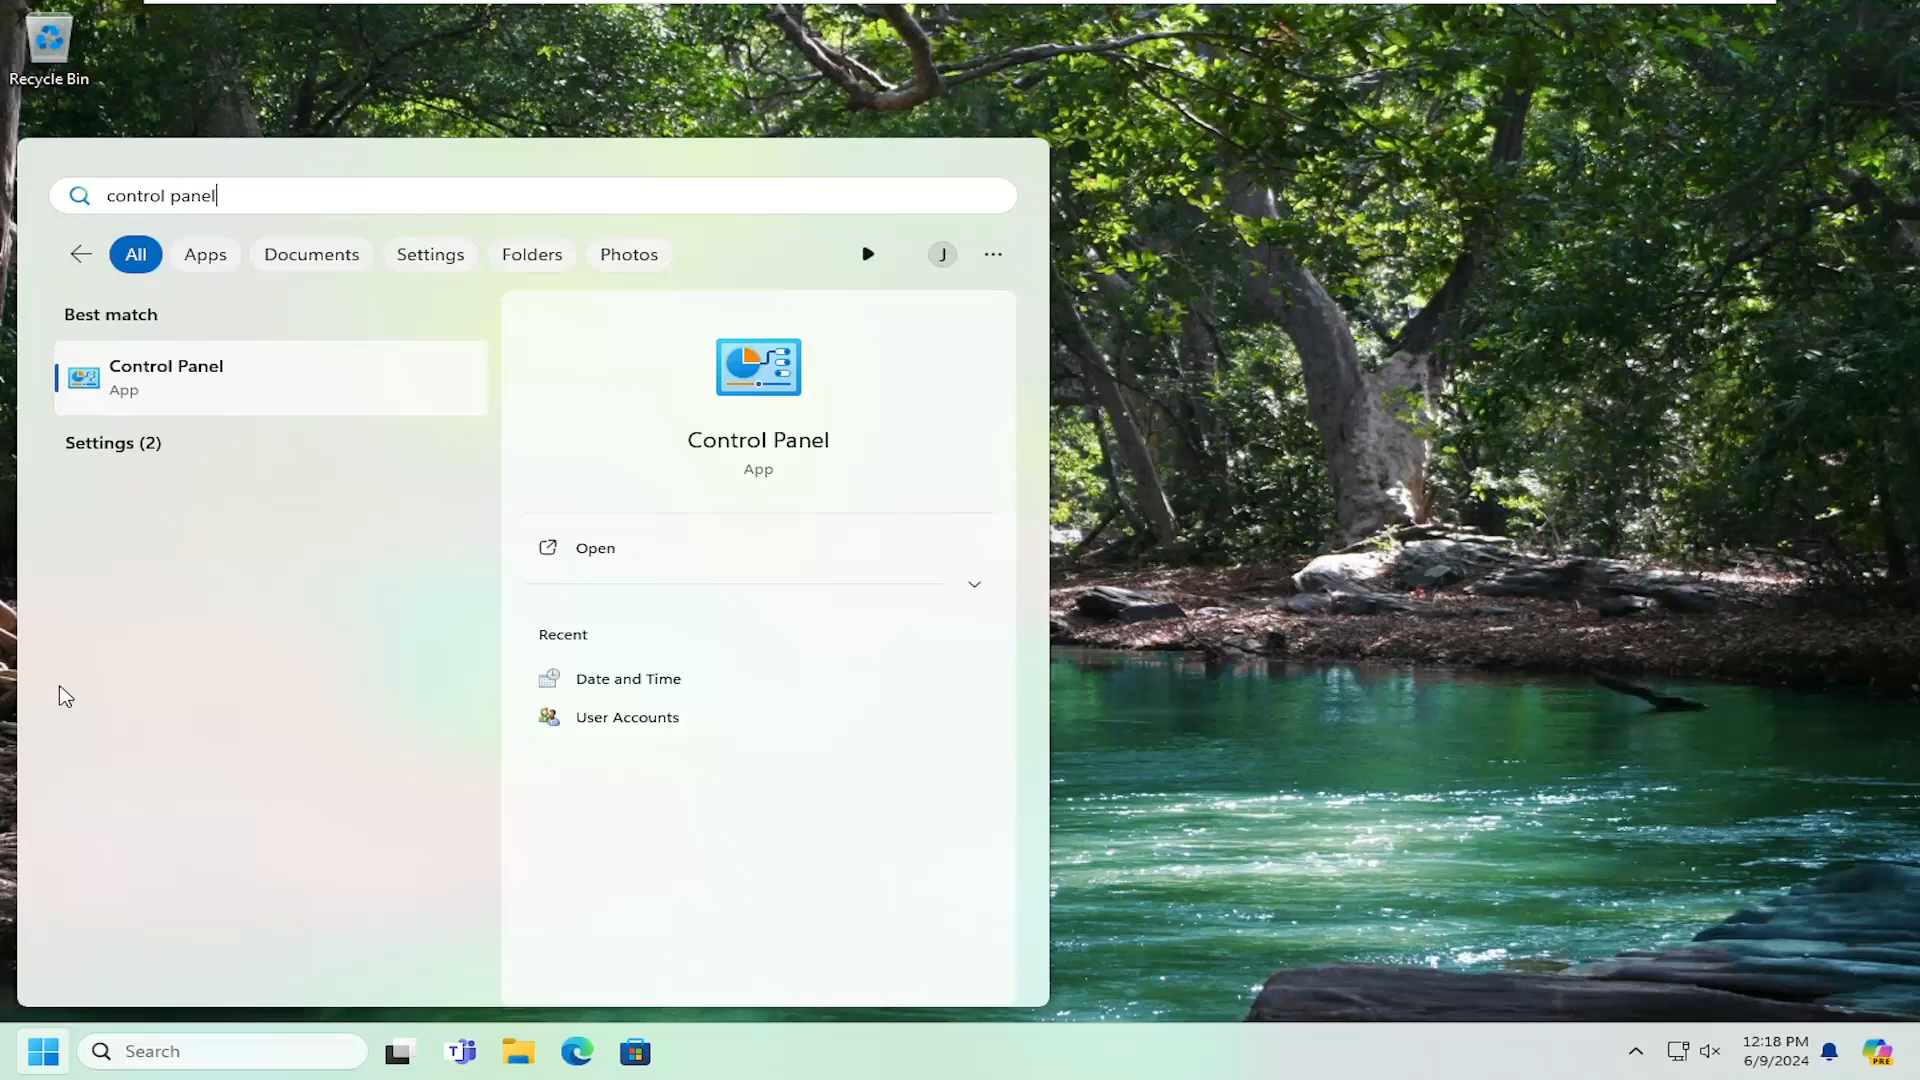 Recycle Bin
control panel
All
Apps
Documents
Settings
Folders
Photos
J
Best match
Control Panel
App
Settings (2)
Control Panel
App
Open
Recent
Date and Time
User Accounts
Search
12:18 PM
6/9/2024
PRE